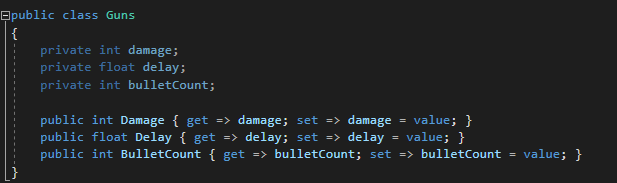 public class Guns
{
private int damage;
private float delay;
private int bulletCount;
public int Damage { get => damage; set => damage = value; }
public float Delay { get => delay; set => delay = value; }
public int BulletCount { get => bulletCount; set => bulletCount = value; }
}